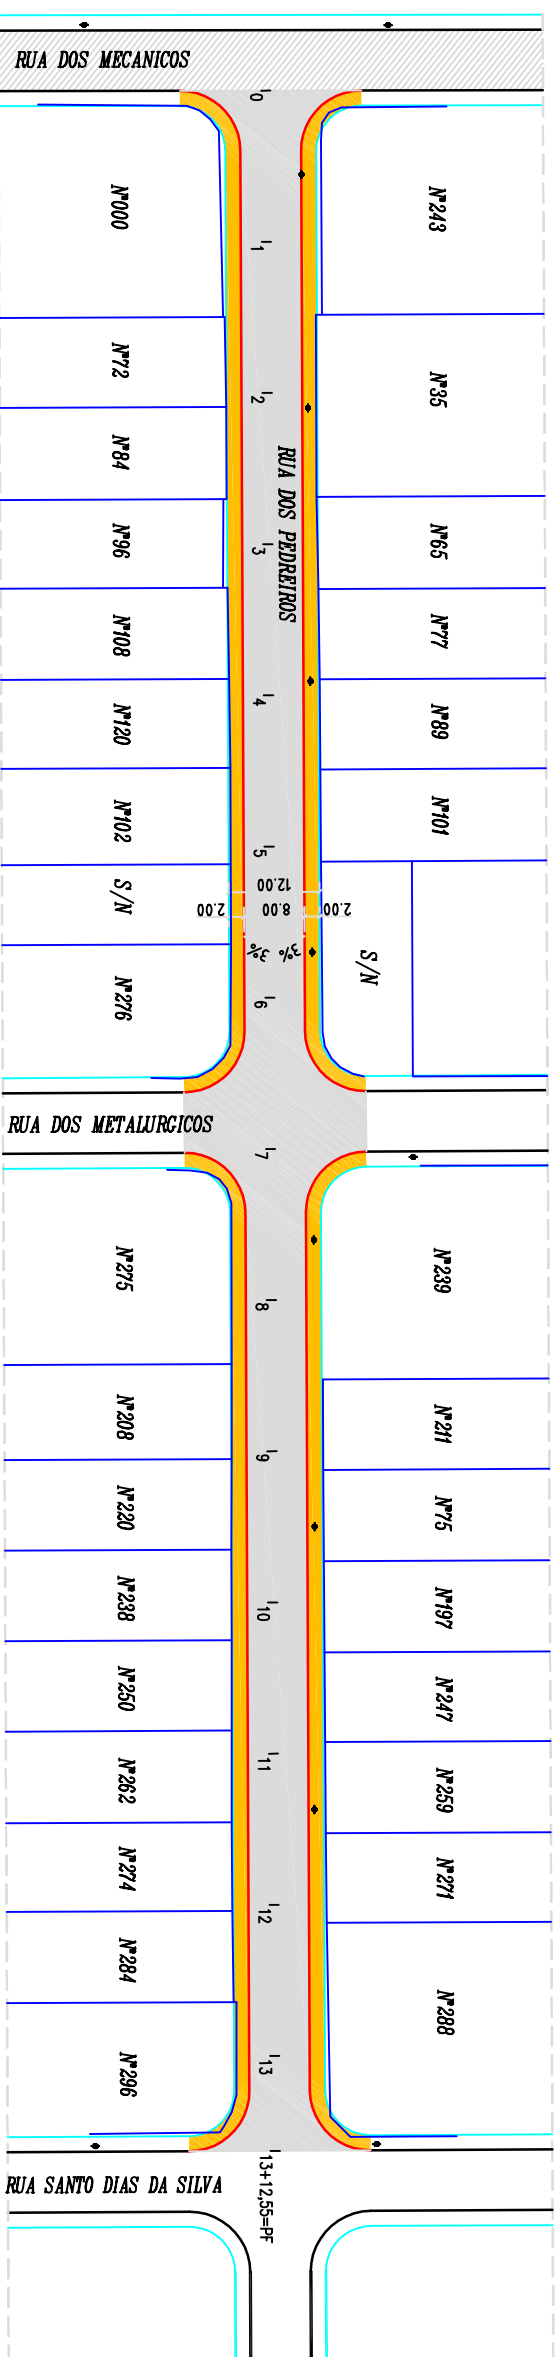 RUA DOS MECANICOS
0
Nº000
Nº243
1
Nº72
Nº35
2
Nº84
RUA DOS PEDREIROS
Nº96
3
Nº65
Nº108
Nº77
4
Nº120
Nº89
Nº102
5
Nº101
12.00
S/N
2.00
8.00
2.00
3%
3%
S/N
Nº276
6
RUA DOS METALURGICOS
7
Nº275
Nº239
8
Nº208
Nº211
9
Nº220
Nº75
Nº238
10
Nº197
Nº250
Nº247
11
Nº262
Nº259
Nº274
Nº271
12
Nº284
Nº288
13
Nº296
RUA SANTO DIAS DA SILVA
13+12,55=PF